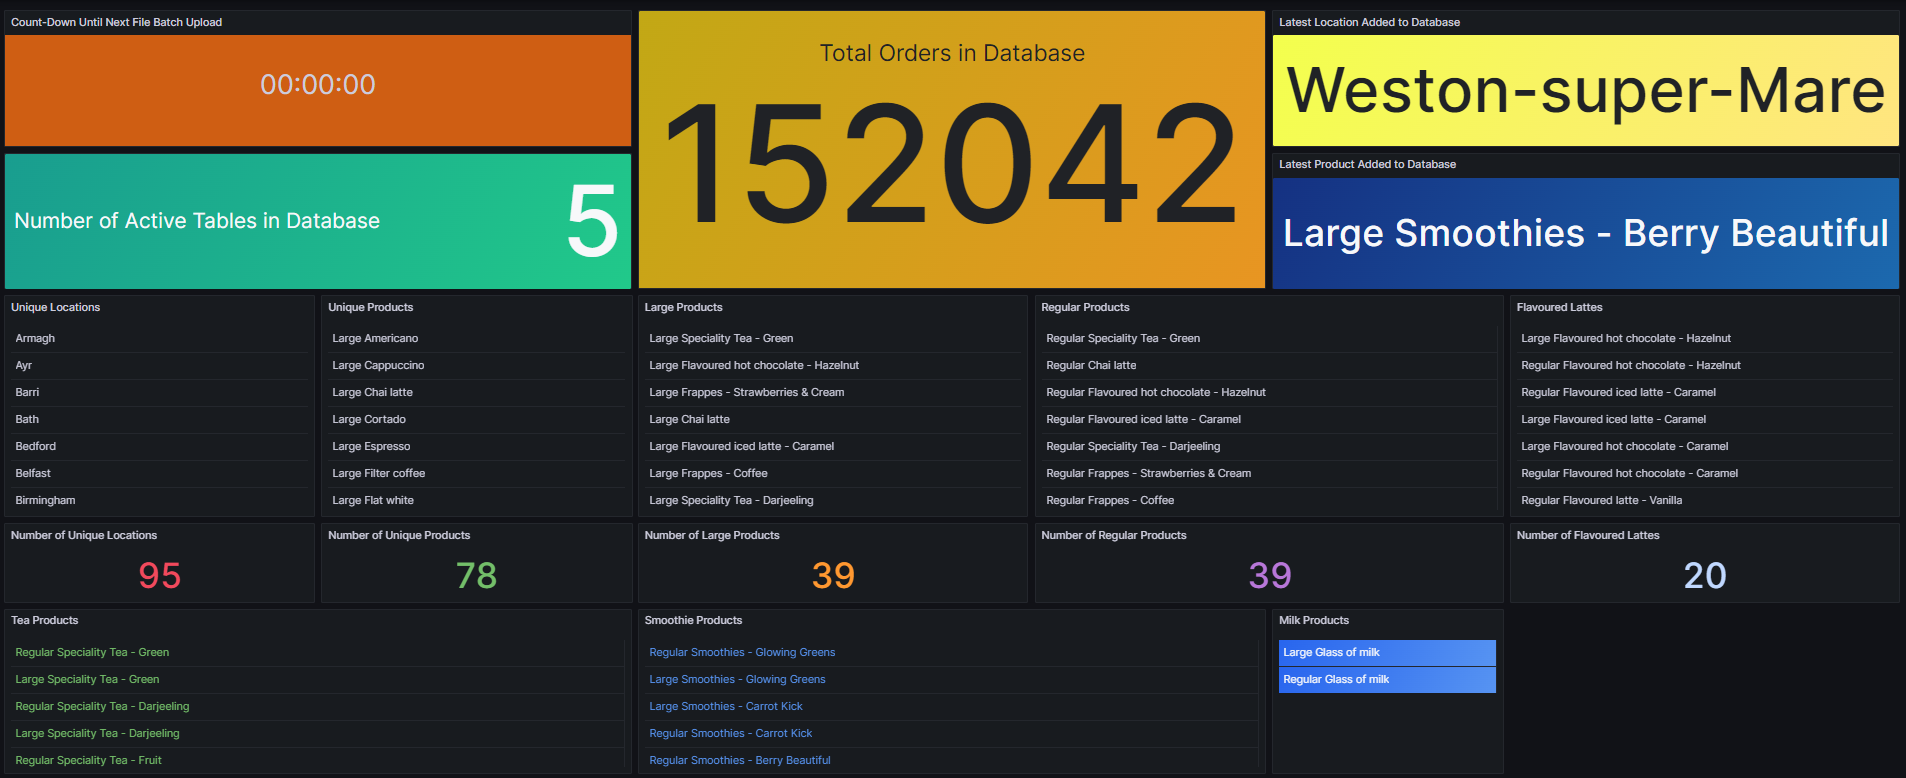 Count-Down Until Next File Batch Upload
00:00:00
Number of Active Tables in Database
5
Total Orders in Database
152042
Latest Location Added to Database
Weston-super-Mare
Latest Product Added to Database
Large Smoothies - Berry Beautiful
Unique Locations
Armagh
Ayr
Barri
Bath
Bedford
Belfast
Birmingham
Unique Products
Large Americano
Large Cappuccino
Large Chai latte
Large Cortado
Large Espresso
Large Filter coffee
Large Flat white
Large Products
Large Speciality Tea - Green
Large Flavoured hot chocolate - Hazelnut
Large Frappes - Strawberries & Cream
Large Chai latte
Large Flavoured iced latte - Caramel
Large Frappes - Coffee
Large Speciality Tea - Darjeeling
Regular Products
Regular Speciality Tea - Green
Regular Chai latte
Regular Flavoured hot chocolate - Hazelnut
Regular Flavoured iced latte - Caramel
Regular Speciality Tea - Darjeeling
Regular Frappes - Strawberries & Cream
Regular Frappes - Coffee
Flavoured Lattes
Large Flavoured hot chocolate - Hazelnut
Regular Flavoured hot chocolate - Hazelnut
Regular Flavoured iced latte - Caramel
Large Flavoured iced latte - Caramel
Large Flavoured hot chocolate - Caramel
Regular Flavoured hot chocolate - Caramel
Regular Flavoured latte - Vanilla
Number of Unique Locations
95
Number of Unique Products
78
Number of Large Products
39
Number of Regular Products
39
Number of Flavoured Lattes
20
Tea Products
Regular Speciality Tea - Green
Large Speciality Tea - Green
Regular Speciality Tea - Darjeeling
Large Speciality Tea - Darjeeling
Regular Speciality Tea - Fruit
Smoothie Products
Regular Smoothies - Glowing Greens
Large Smoothies - Glowing Greens
Large Smoothies - Carrot Kick
Regular Smoothies - Carrot Kick
Regular Smoothies - Berry Beautiful
Milk Products
Large Glass of milk
Regular Glass of milk